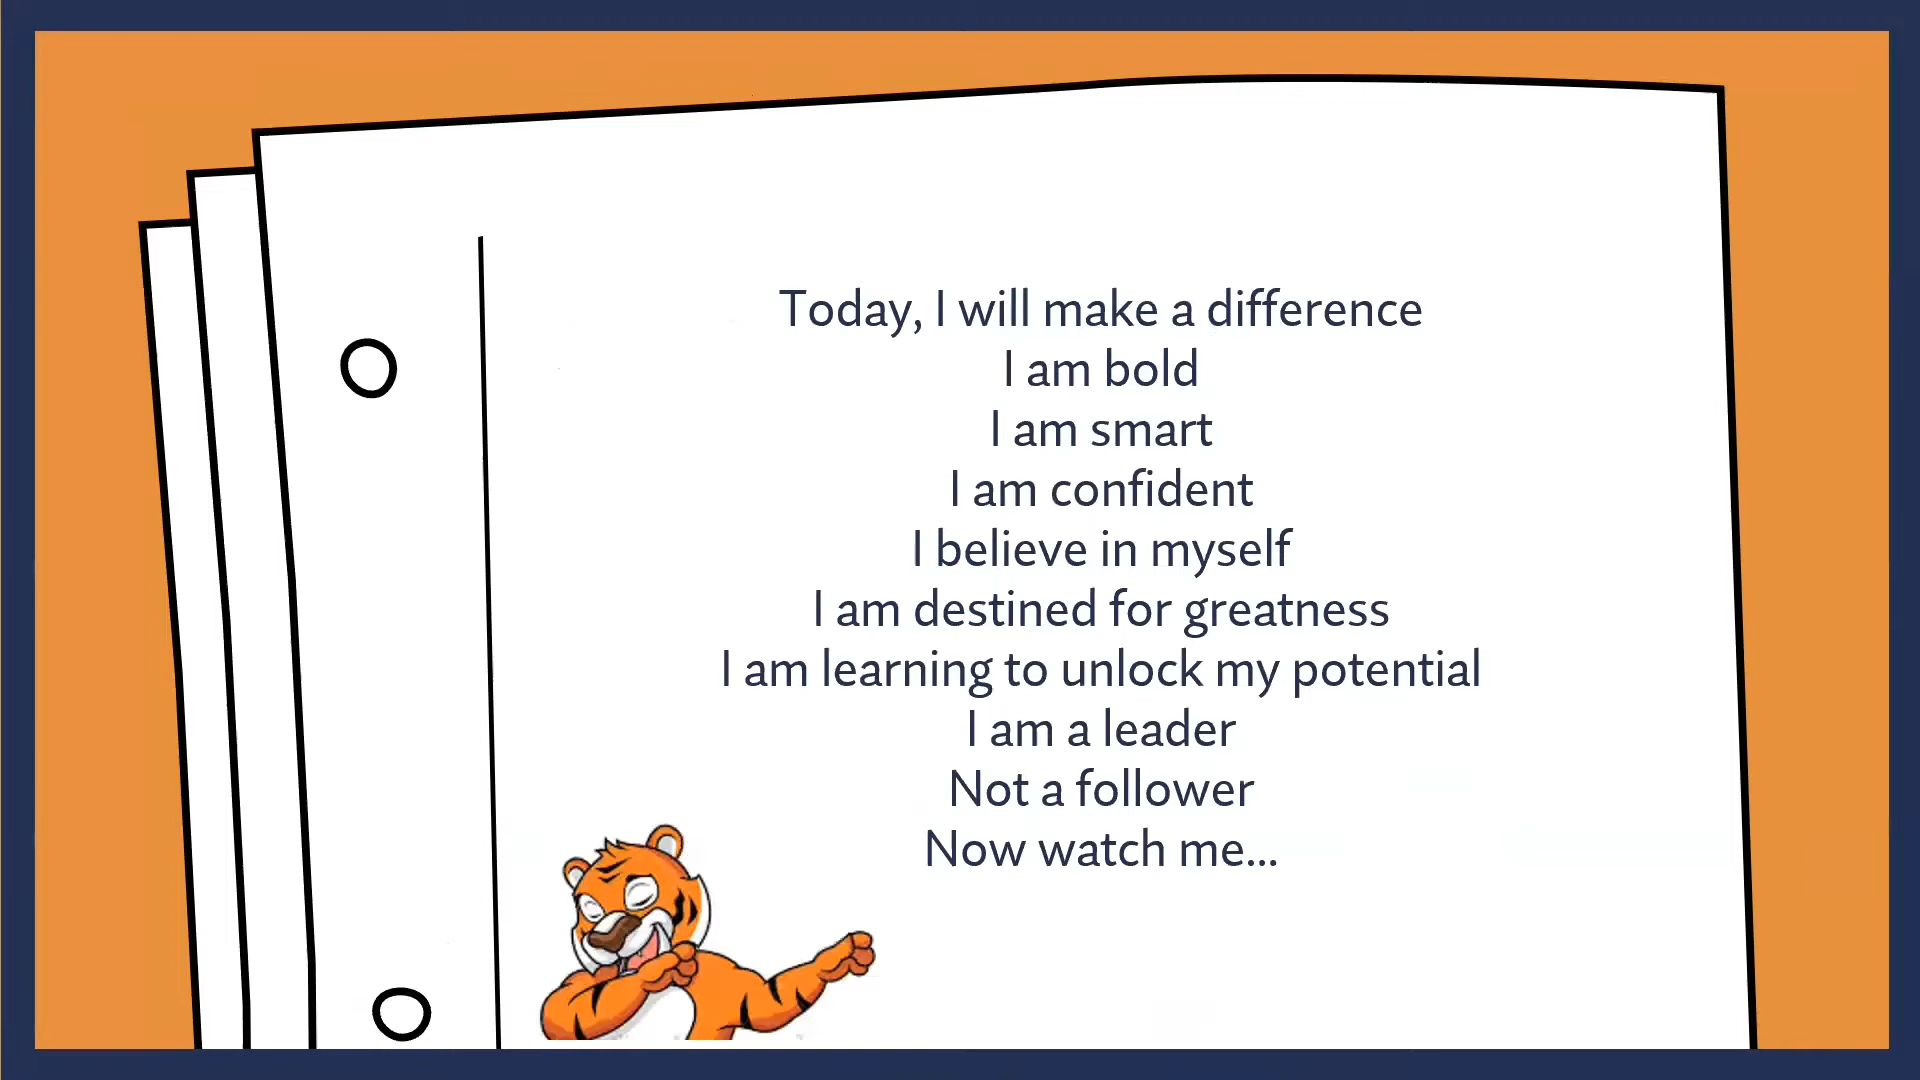 Today, I will make a difference
I am bold
I am smart
I am confident
I believe in myself
I am destined for greatness
I am learning to unlock my potential
I am a leader
Not a follower
Now watch me...